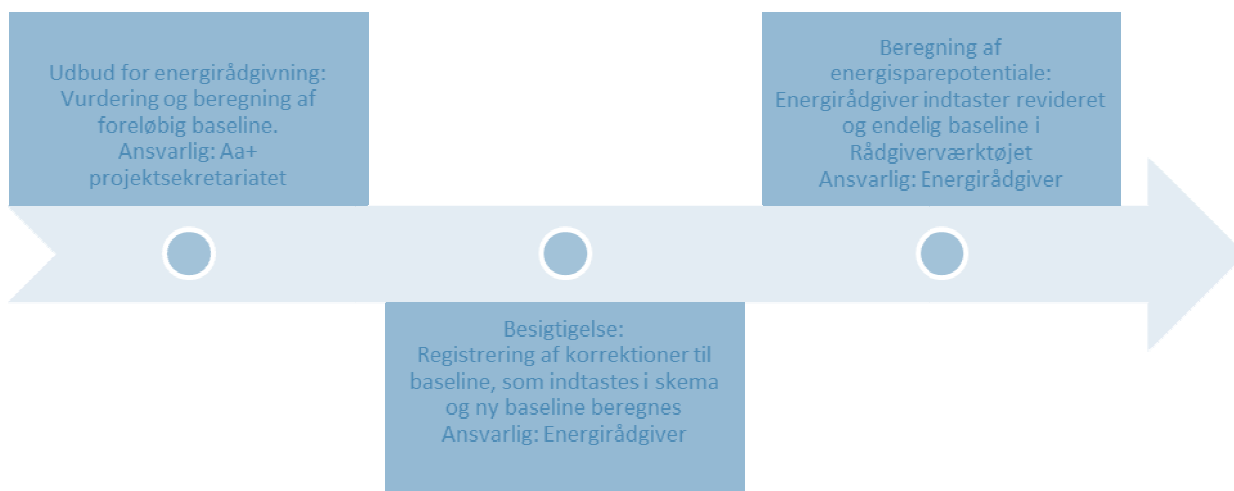 Udbud for energirådgivning:
Vurdering og beregning af
foreløbig baseline.
Ansvarlig: Aa+
projektsekretariatet
Besigtigelse:
Registrering af korrektioner til
baseline, som indtastes i skema
og ny baseline beregnes
Ansvarlig: Energirådgiver
Beregning af
energisparepotentiale:
Energirådgiver indtaster revideret
og endelig baseline i
Rådgiverværktøjet
Ansvarlig: Energirådgiver